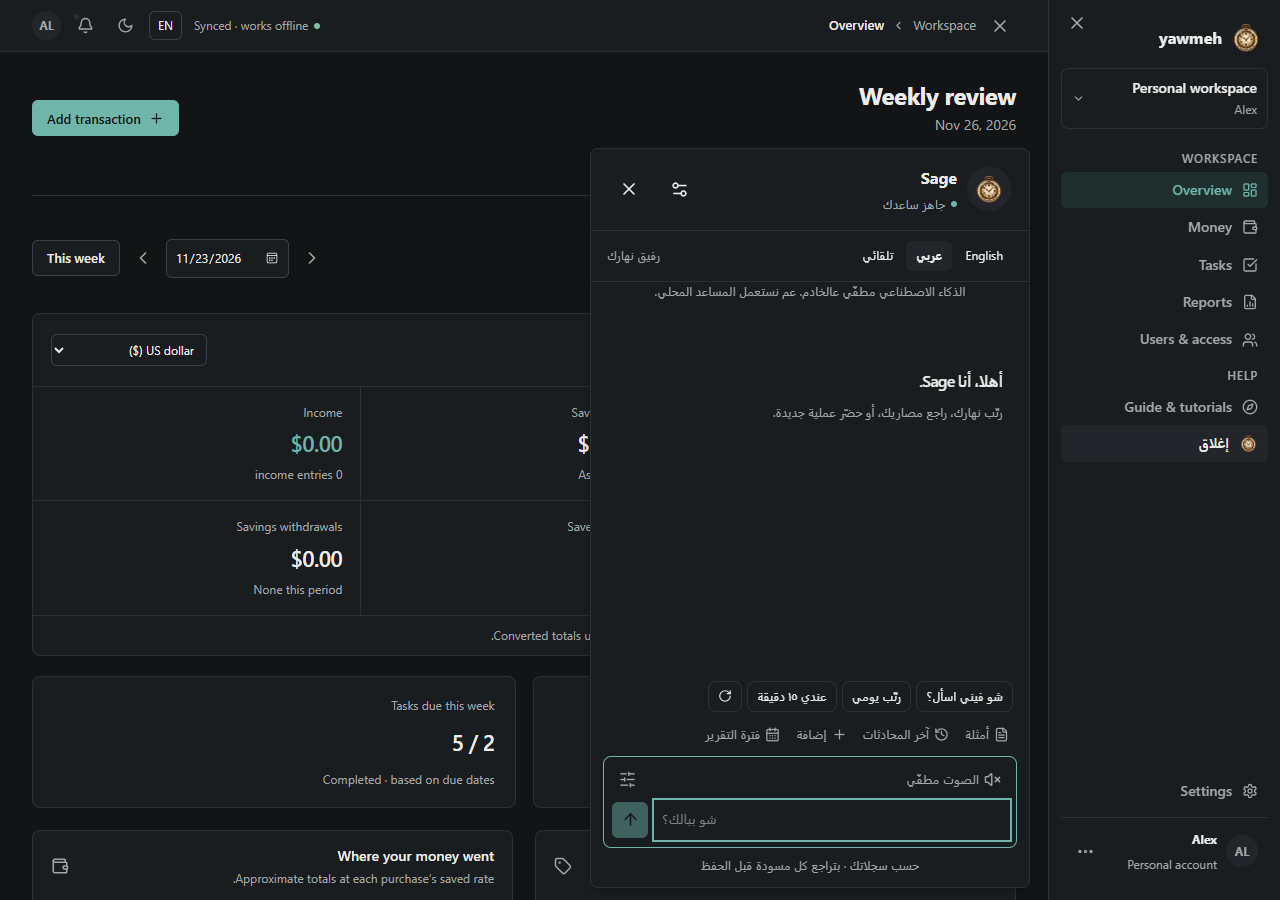 AL
EN
Synced · works offline
Overview
Workspace
yawmeh
Personal workspace
Alex
WORKSPACE
Overview
Money
Tasks
Reports
Users & access
HELP
Guide & tutorials
إغلاق
Settings
Alex
Personal account
AL
Weekly review
Nov 26, 2026
Add transaction
This week
11/23/2026
($) US dollar
Income
$0.00
income entries 0
Sav
$
As
Savings withdrawals
$0.00
None this period
Save
.Converted totals u
Tasks due this week
5 / 2
Completed · based on due dates
Where your money went
.Approximate totals at each purchase's saved rate
Sage
جاهز ساعدك
English
عربي
تلقائي
رفيق نهارك
الذكاء الاصطناعي مطفّي عالخادم. عم نستعمل المساعد المحلي.
أهلا، أنا Sage.
رتّب نهارك، راجع مصاريك، أو حضّر عملية جديدة.
شو فيني اسأل؟
رتّب يومي
عندي ١٥ دقيقة
أمثلة
آخر المحادثات
إضافة
فترة التقرير
الصوت مطفّي
شو ببالك؟
حسب سجلاتك · بتراجع كل مسودة قبل الحفظ